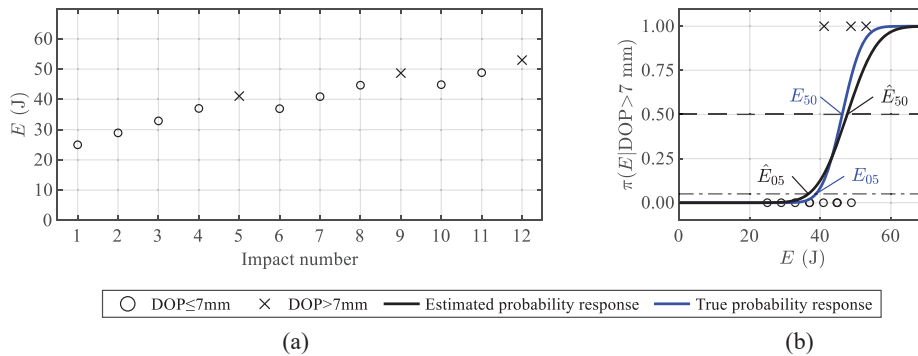 60
50
40
30
20
10
0
E (J)
1 2 3 4 5 6 7 8 9 10 11 12
Impact number
1.00
0.75
0.50
0.25
0.00
π(E|DOP>7 mm)
E₅₀
Ê₅₀
Ê₀₅
E₀₅
0 20 40 60
E (J)
DOP≤7mm DOP>7mm Estimated probability response True probability response
(a) (b)